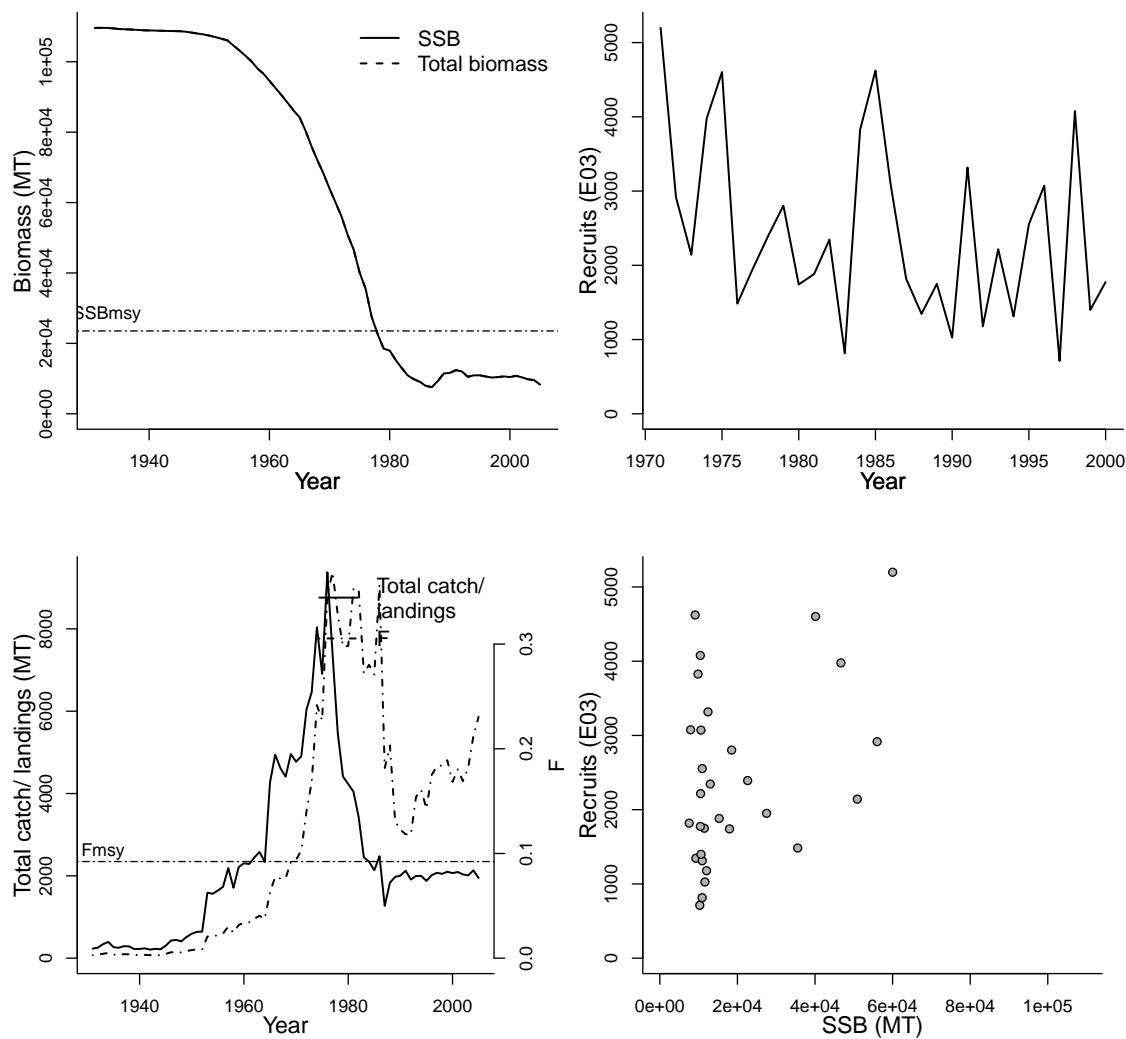 SSB
Total biomass
Biomass (MT)
0e+00 2e+04 4e+04 6e+04 8e+04 1e+05
SSBmsy
1940 1960 1980 2000
Year
Recruits (E03)
0 1000 2000 3000 4000 5000
1970 1975 1980 1985 1990 1995 2000
Year
Total catch/ landings (MT)
0 2000 4000 6000 8000
Total catch/
landings
F
Fmsy
0.0 0.1 0.2 0.3
F
1940 1960 1980 2000
Year
Recruits (E03)
0 1000 2000 3000 4000 5000
0e+00 2e+04 4e+04 6e+04 8e+04 1e+05
SSB (MT)